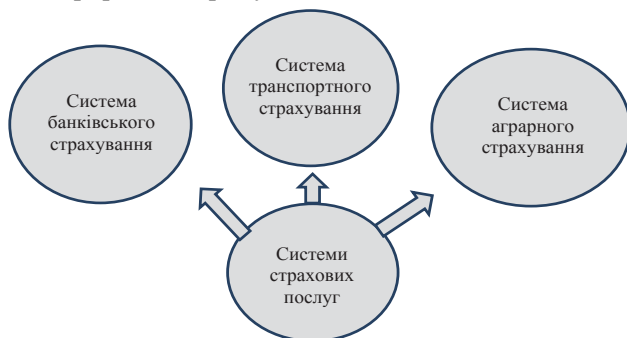 Система
транспортного
страхування
Система
банківського
страхування
Система
аграрного
страхування
Системи
страхових
послуг